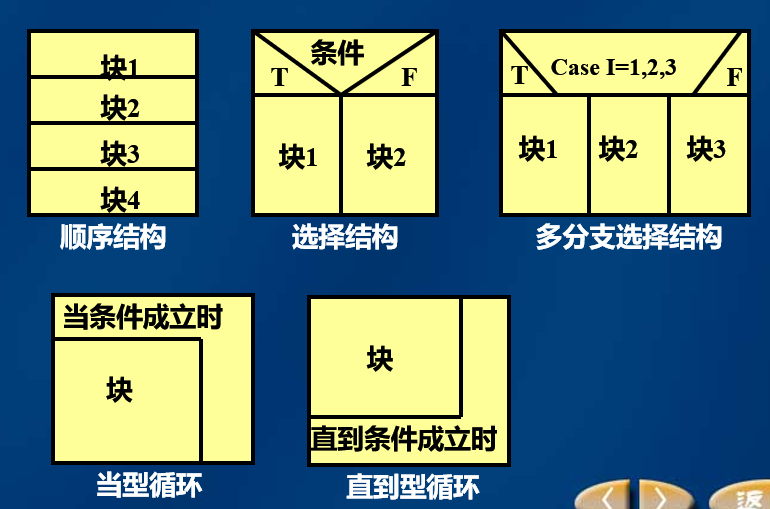 块1
块2
块3
块4
顺序结构
条件
T
F
块1
块2
选择结构
T
Case I=1,2,3
F
块1
块2
块3
多分支选择结构
当条件成立时
块
当型循环
块
直到条件成立时
直到型循环
返